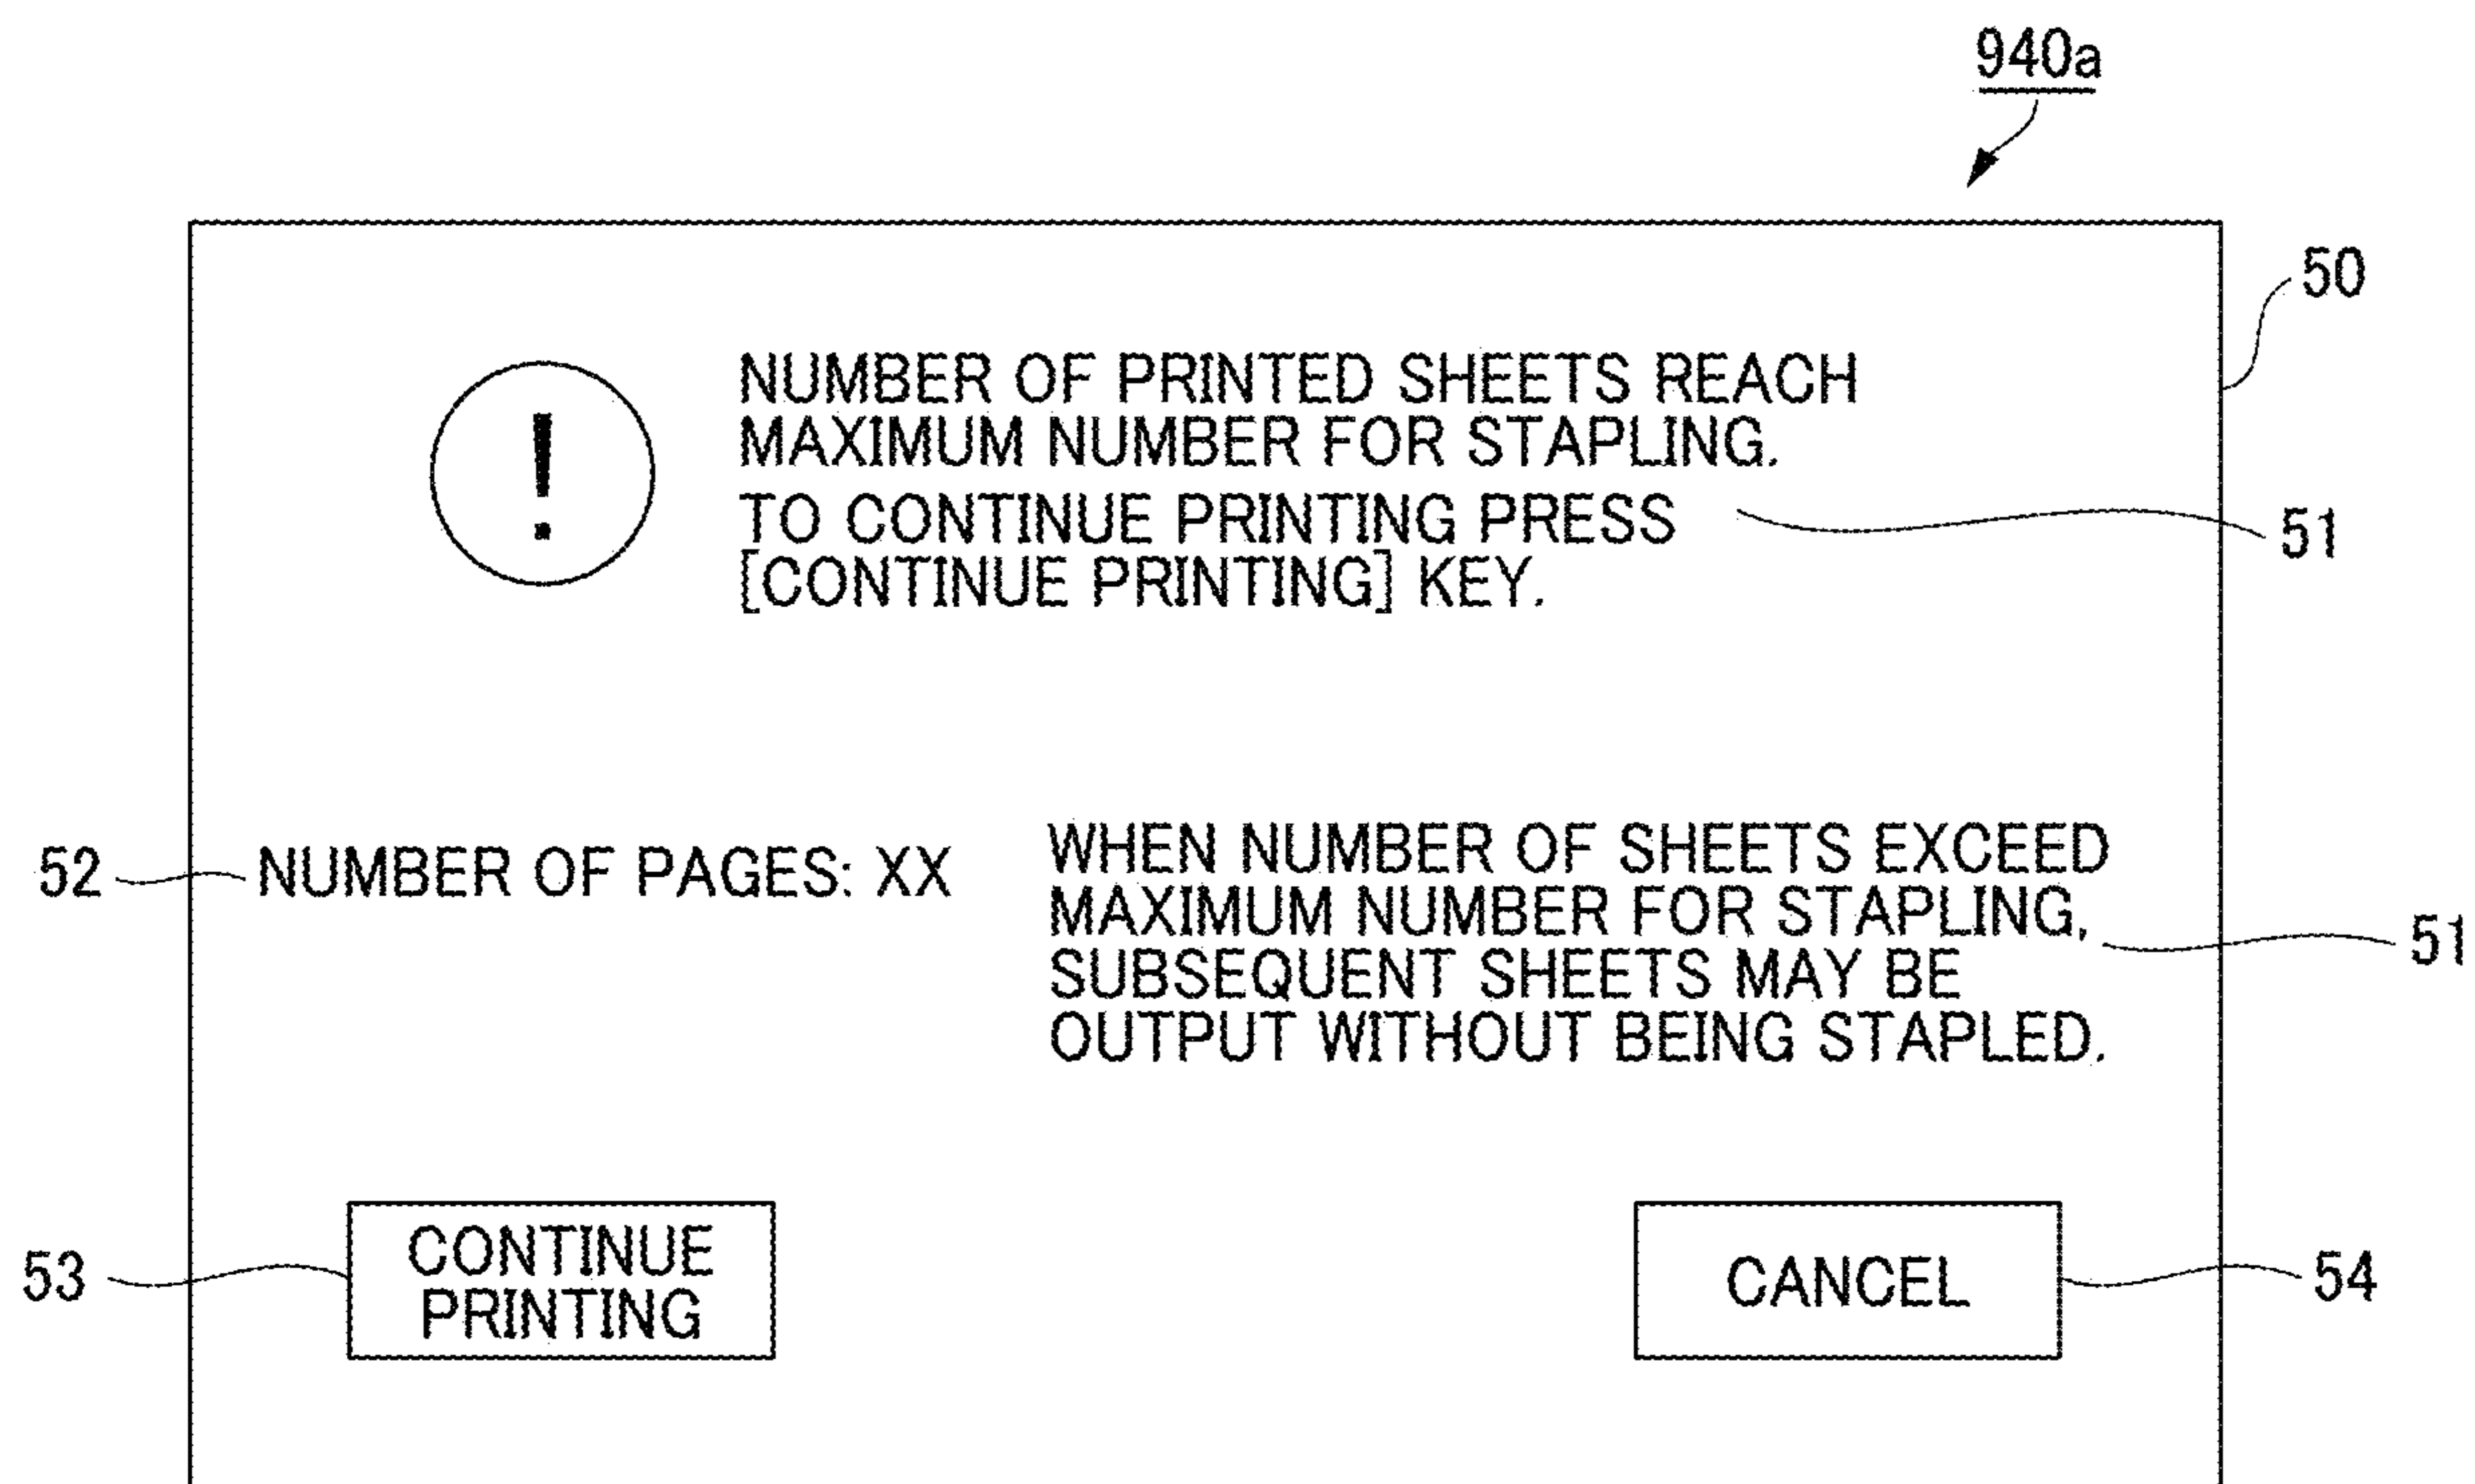 940a
50
!
NUMBER OF PRINTED SHEETS REACH
MAXIMUM NUMBER FOR STAPLING.
TO CONTINUE PRINTING PRESS
[CONTINUE PRINTING] KEY.
51
52
NUMBER OF PAGES: XX
WHEN NUMBER OF SHEETS EXCEED
MAXIMUM NUMBER FOR STAPLING,
SUBSEQUENT SHEETS MAY BE
OUTPUT WITHOUT BEING STAPLED.
51
53
CONTINUE
PRINTING
CANCEL
54